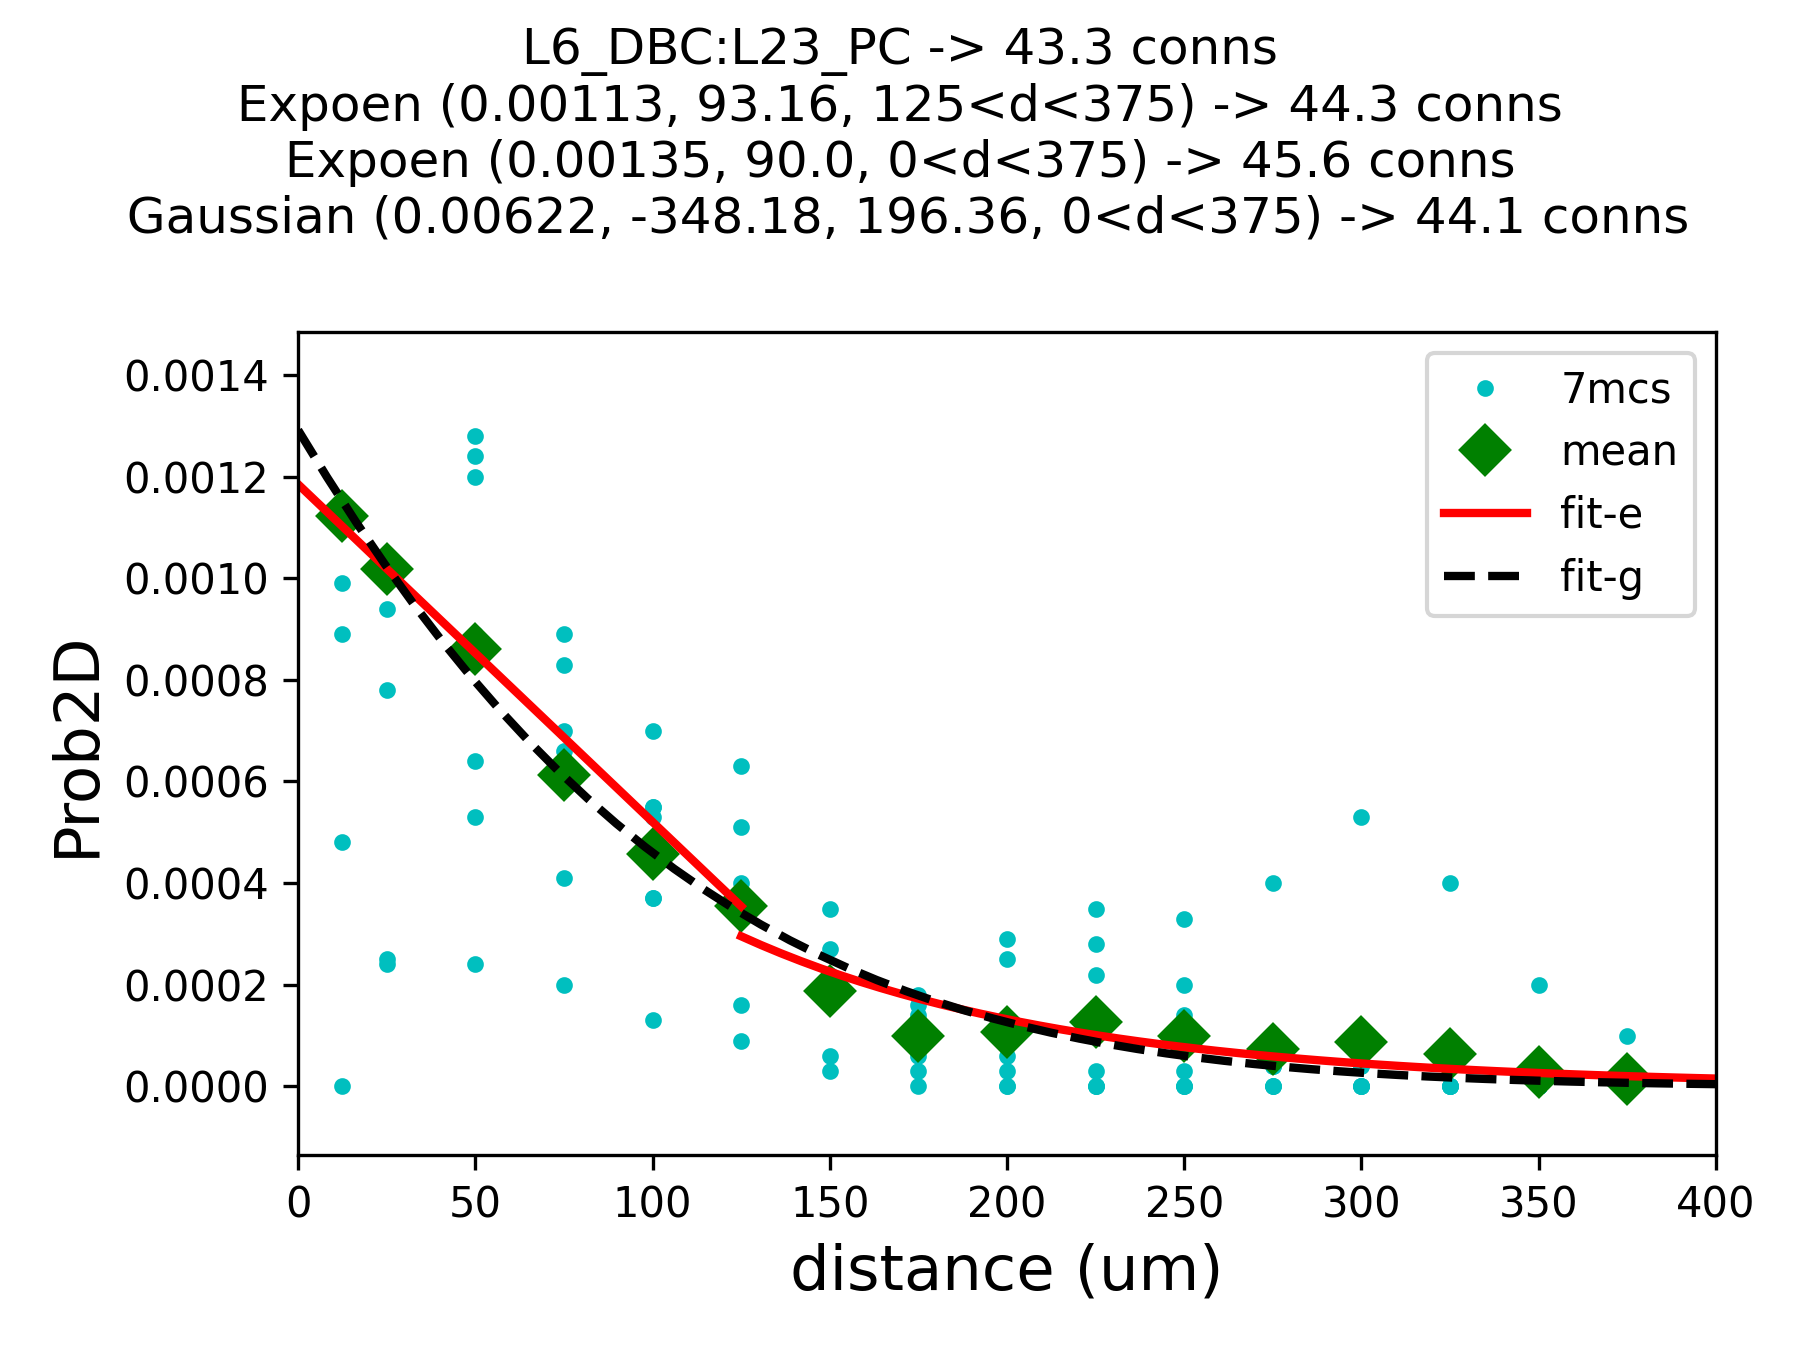 L6_DBC:L23_PC -> 43.3 conns
Expoen (0.00113, 93.16, 125<d<375) -> 44.3 conns
Expoen (0.00135, 90.0, 0<d<375) -> 45.6 conns
Gaussian (0.00622, -348.18, 196.36, 0<d<375) -> 44.1 conns
0.0014
0.0012
0.0010
0.0008
0.0006
0.0004
0.0002
0.0000
Prob2D
7mcs
mean
fit-e
fit-g
0 50 100 150 200 250 300 350 400
distance (um)